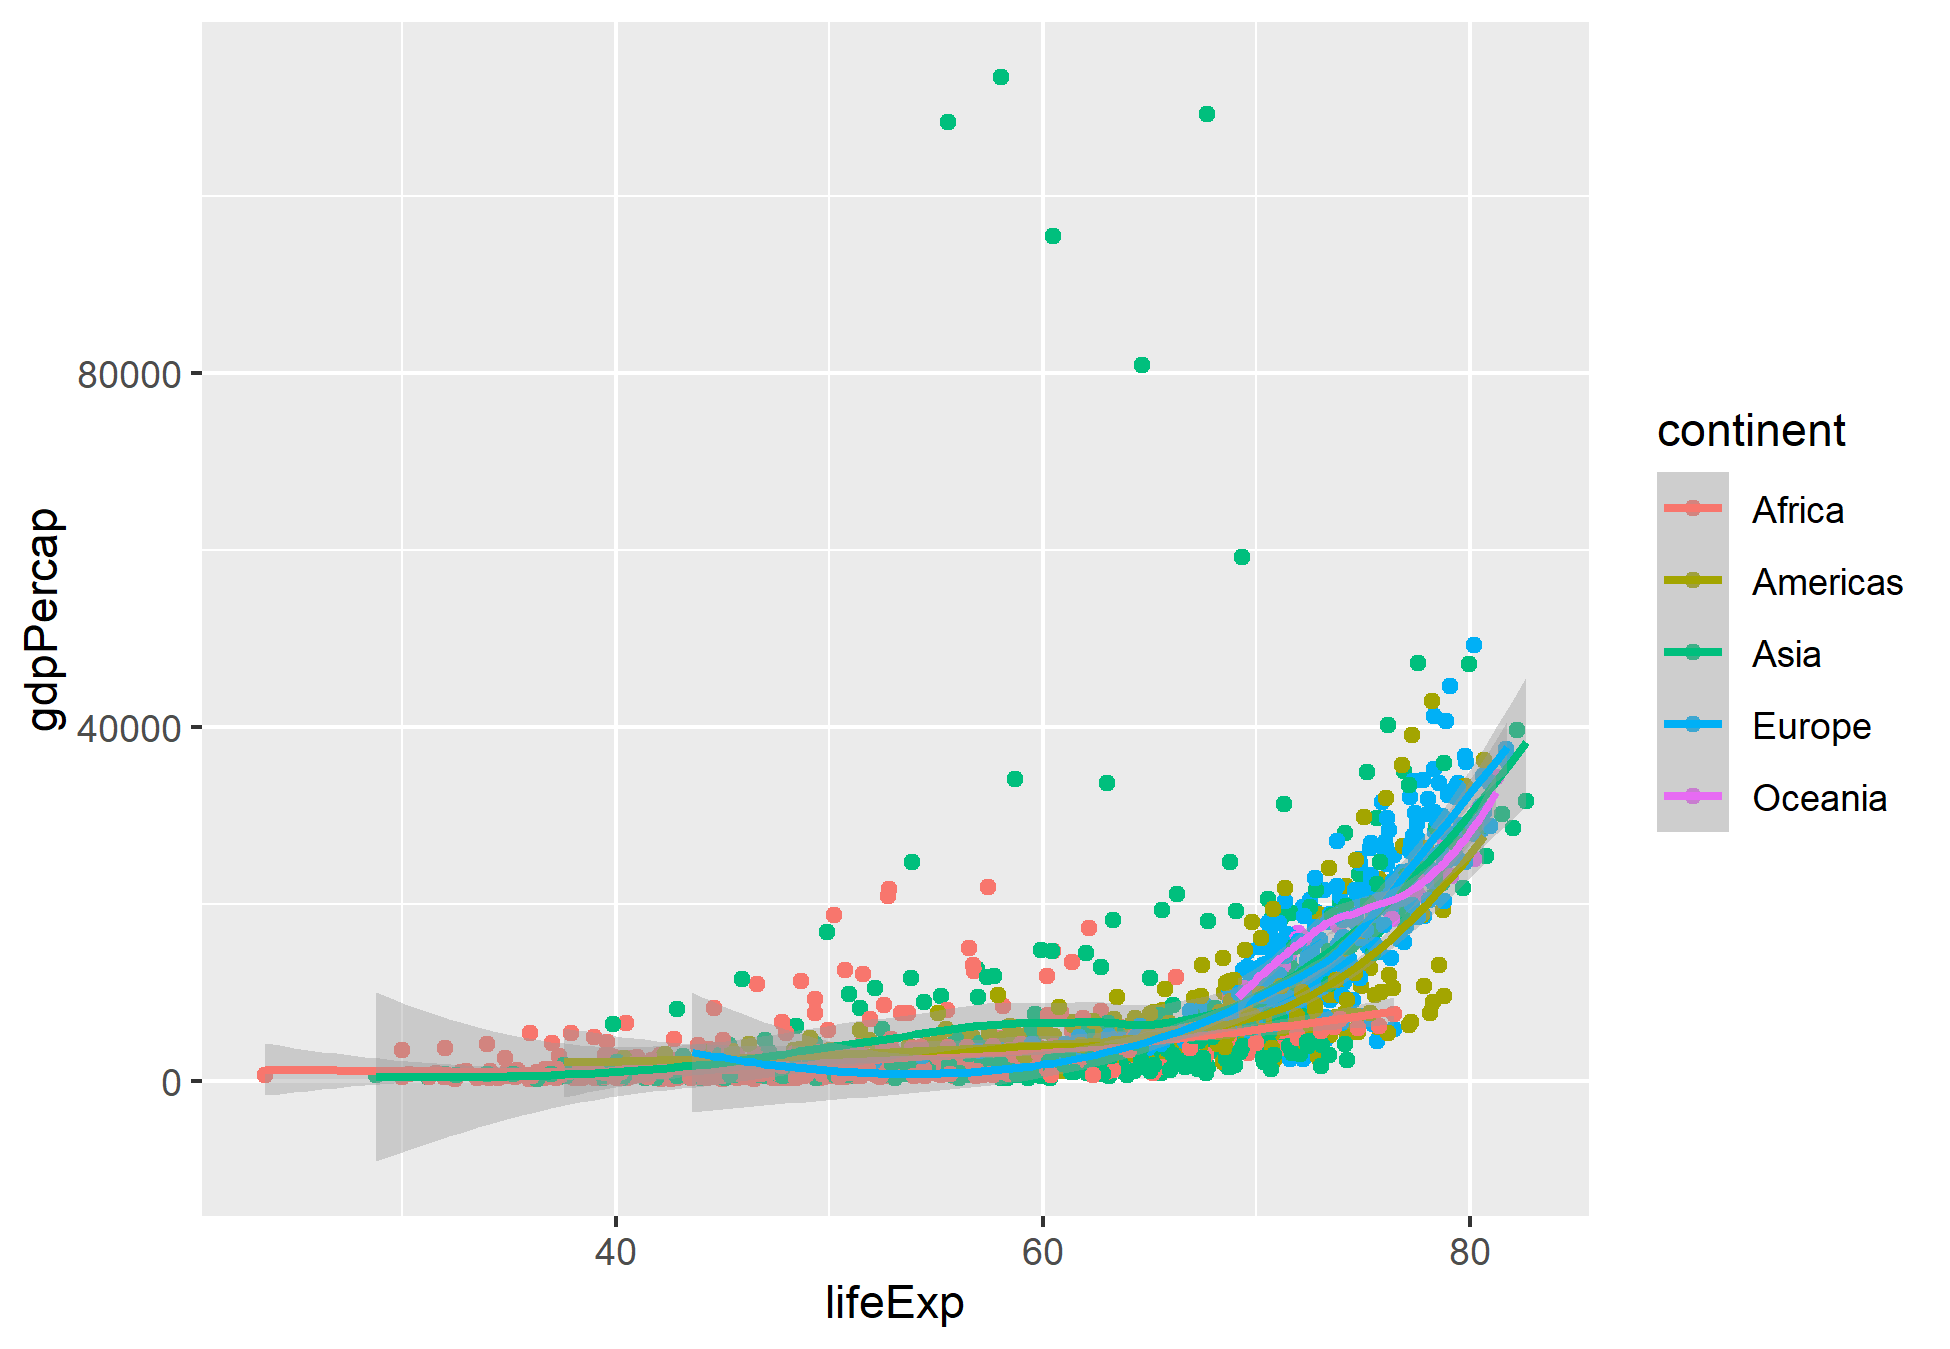 80000
40000
0
gdpPercap
40
60
80
lifeExp
continent
Africa
Americas
Asia
Europe
Oceania